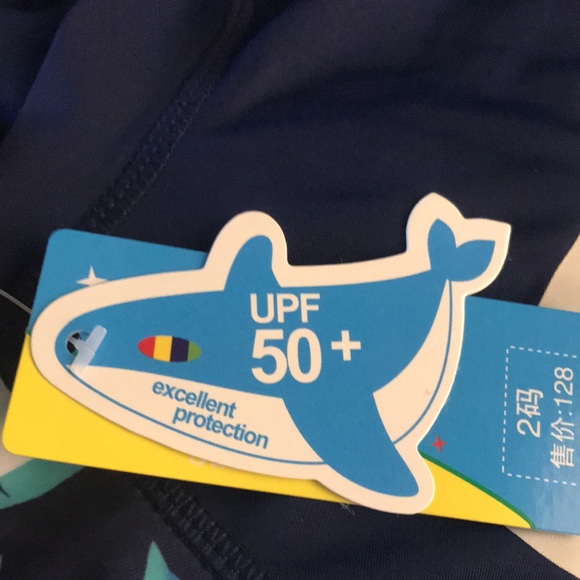 UPF
50+
excellent
protection
2码
售价:128